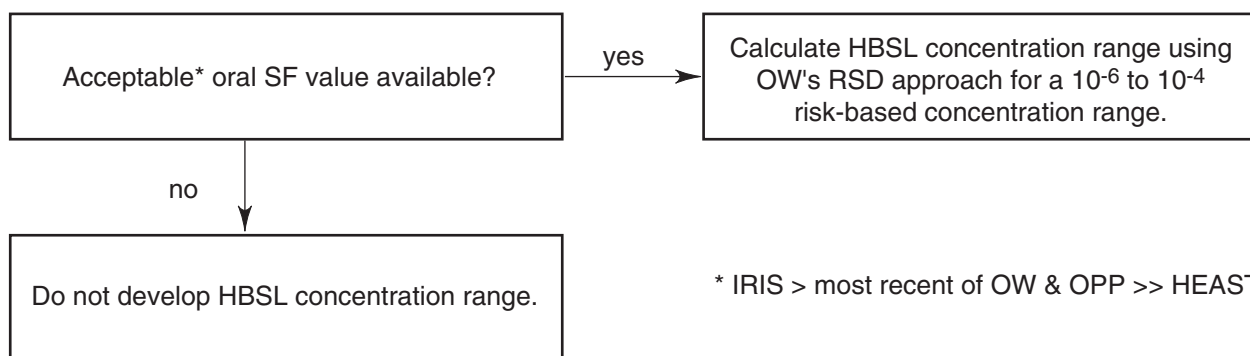 Acceptable* oral SF value available?
yes
Calculate HBSL concentration range using
OW's RSD approach for a 10⁻⁶ to 10⁻⁴
risk-based concentration range.
no
Do not develop HBSL concentration range.
* IRIS > most recent of OW & OPP >> HEAST